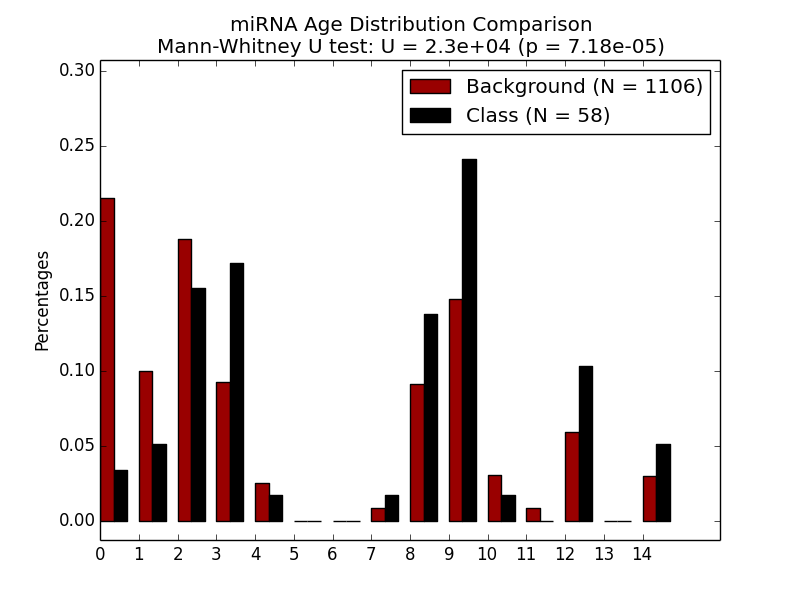 miRNA Age Distribution Comparison
Mann-Whitney U test: U = 2.3e+04 (p = 7.18e-05)
Background (N = 1106)
Class (N = 58)
Percentages
0.30
0.25
0.20
0.15
0.10
0.05
0.00
0 1 2 3 4 5 6 7 8 9 10 11 12 13 14